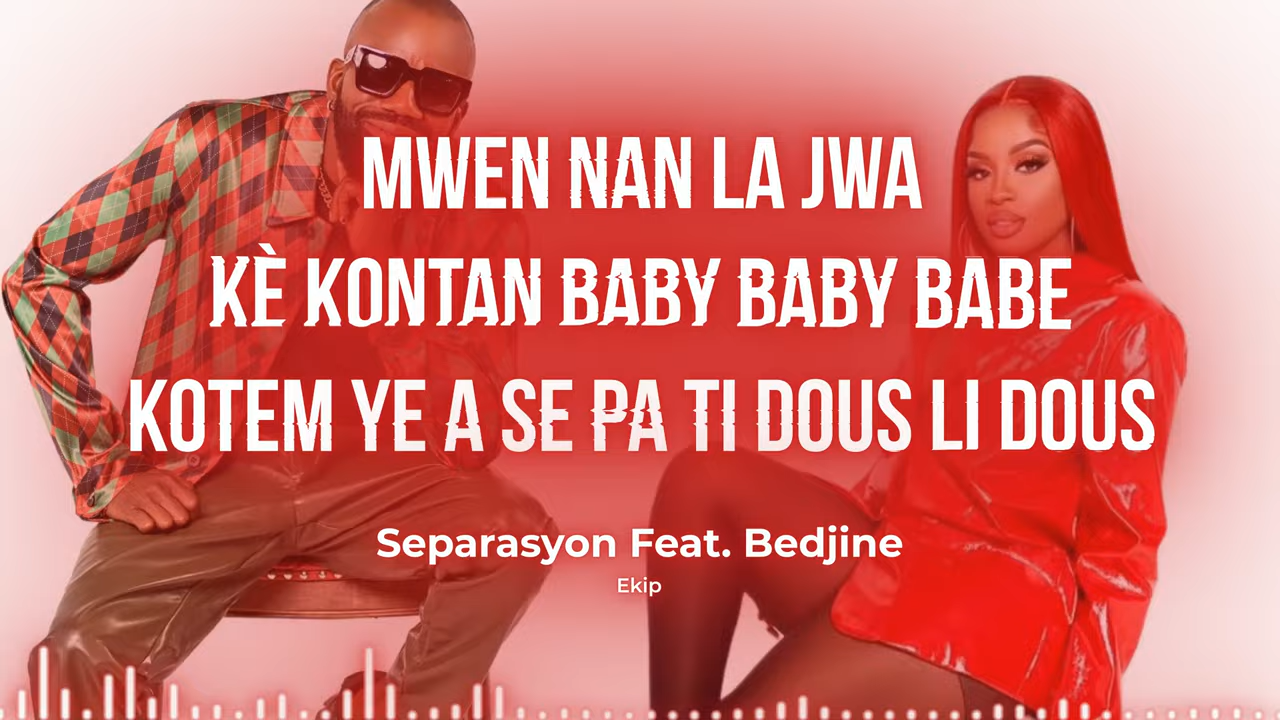 MWEN NAN LA JWA
KÈ KONTAN BABY BABY BABE
KOTEM YE A SE PA TI DOUS LI DOUS
Separasyon Feat. Bedjine
Ekip